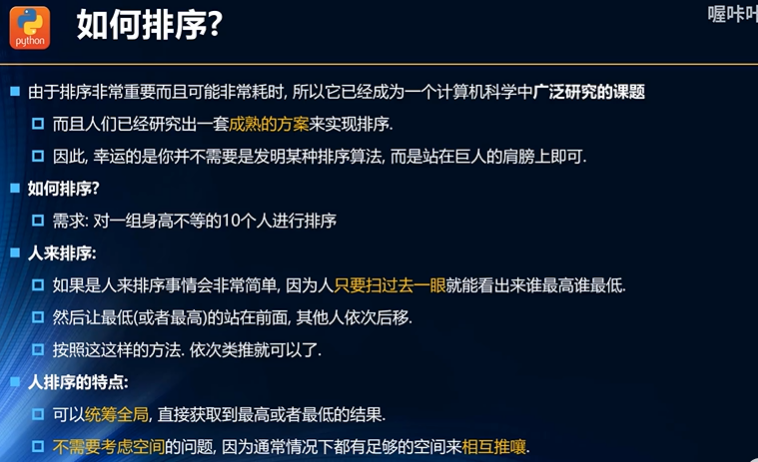 python
如何排序?
喔咔
由于排序非常重要而且可能非常耗时, 所以它已经成为一个计算机科学中广泛研究的课题
而且人们已经研究出一套成熟的方案来实现排序.
因此, 幸运的是你并不需要是发明某种排序算法, 而是站在巨人的肩膀上即可.
如何排序?
需求: 对一组身高不等的10个人进行排序
人来排序:
如果是人来排序事情会非常简单, 因为人只要扫过去一眼就能看出来谁最高谁最低.
然后让最低(或者最高)的站在前面, 其他人依次后移.
按照这这样的方法. 依次类推就可以了.
人排序的特点:
可以统筹全局, 直接获取到最高或者最低的结果.
不需要考虑空间的问题, 因为通常情况下都有足够的空间来相互推嚷.